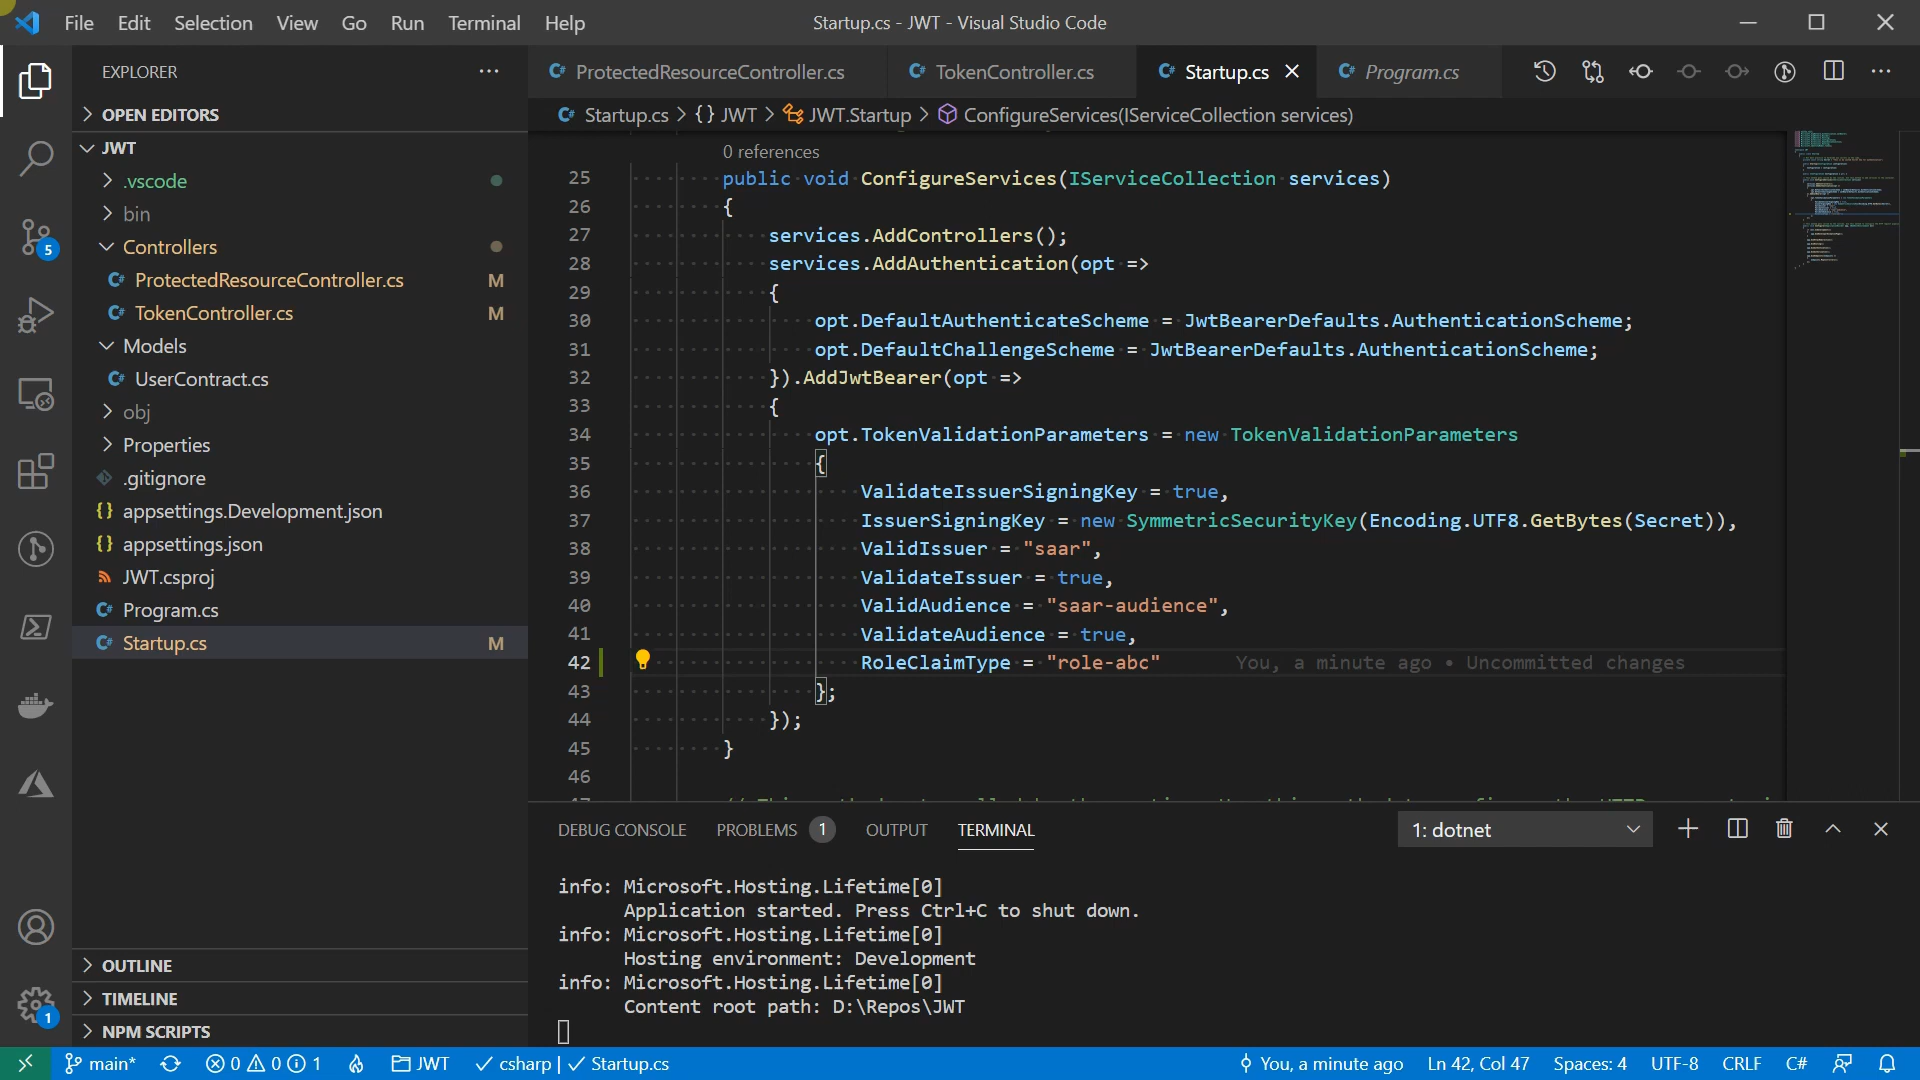 File Edit Selection View Go Run Terminal Help
Startup.cs - JWT - Visual Studio Code
EXPLORER
OPEN EDITORS
JWT
.vscode
bin
Controllers
ProtectedResourceController.cs M
TokenController.cs M
Models
UserContract.cs
obj
Properties
.gitignore
appsettings.Development.json
appsettings.json
JWT.csproj
Program.cs
Startup.cs M
OUTLINE
TIMELINE
NPM SCRIPTS
5
1
ProtectedResourceController.cs TokenController.cs Startup.cs Program.cs
Startup.cs > {} JWT > JWT.Startup > ConfigureServices(IServiceCollection services)
0 references
25 public void ConfigureServices(IServiceCollection services)
26 {
27 services.AddControllers();
28 services.AddAuthentication(opt =>
29 {
30 opt.DefaultAuthenticateScheme = JwtBearerDefaults.AuthenticationScheme;
31 opt.DefaultChallengeScheme = JwtBearerDefaults.AuthenticationScheme;
32 }).AddJwtBearer(opt =>
33 {
34 opt.TokenValidationParameters = new TokenValidationParameters
35 {
36 ValidateIssuerSigningKey = true,
37 IssuerSigningKey = new SymmetricSecurityKey(Encoding.UTF8.GetBytes(Secret)),
38 ValidIssuer = "saar",
39 ValidateIssuer = true,
40 ValidAudience = "saar-audience",
41 ValidateAudience = true,
42 RoleClaimType = "role-abc" You, a minute ago • Uncommitted changes
43 };
44 });
45 }
46
DEBUG CONSOLE PROBLEMS 1 OUTPUT TERMINAL 1: dotnet
info: Microsoft.Hosting.Lifetime[0]
Application started. Press Ctrl+C to shut down.
info: Microsoft.Hosting.Lifetime[0]
Hosting environment: Development
info: Microsoft.Hosting.Lifetime[0]
Content root path: D:\Repos\JWT
main* 0 0 1 JWT csharp | Startup.cs You, a minute ago Ln 42, Col 47 Spaces: 4 UTF-8 CRLF C#